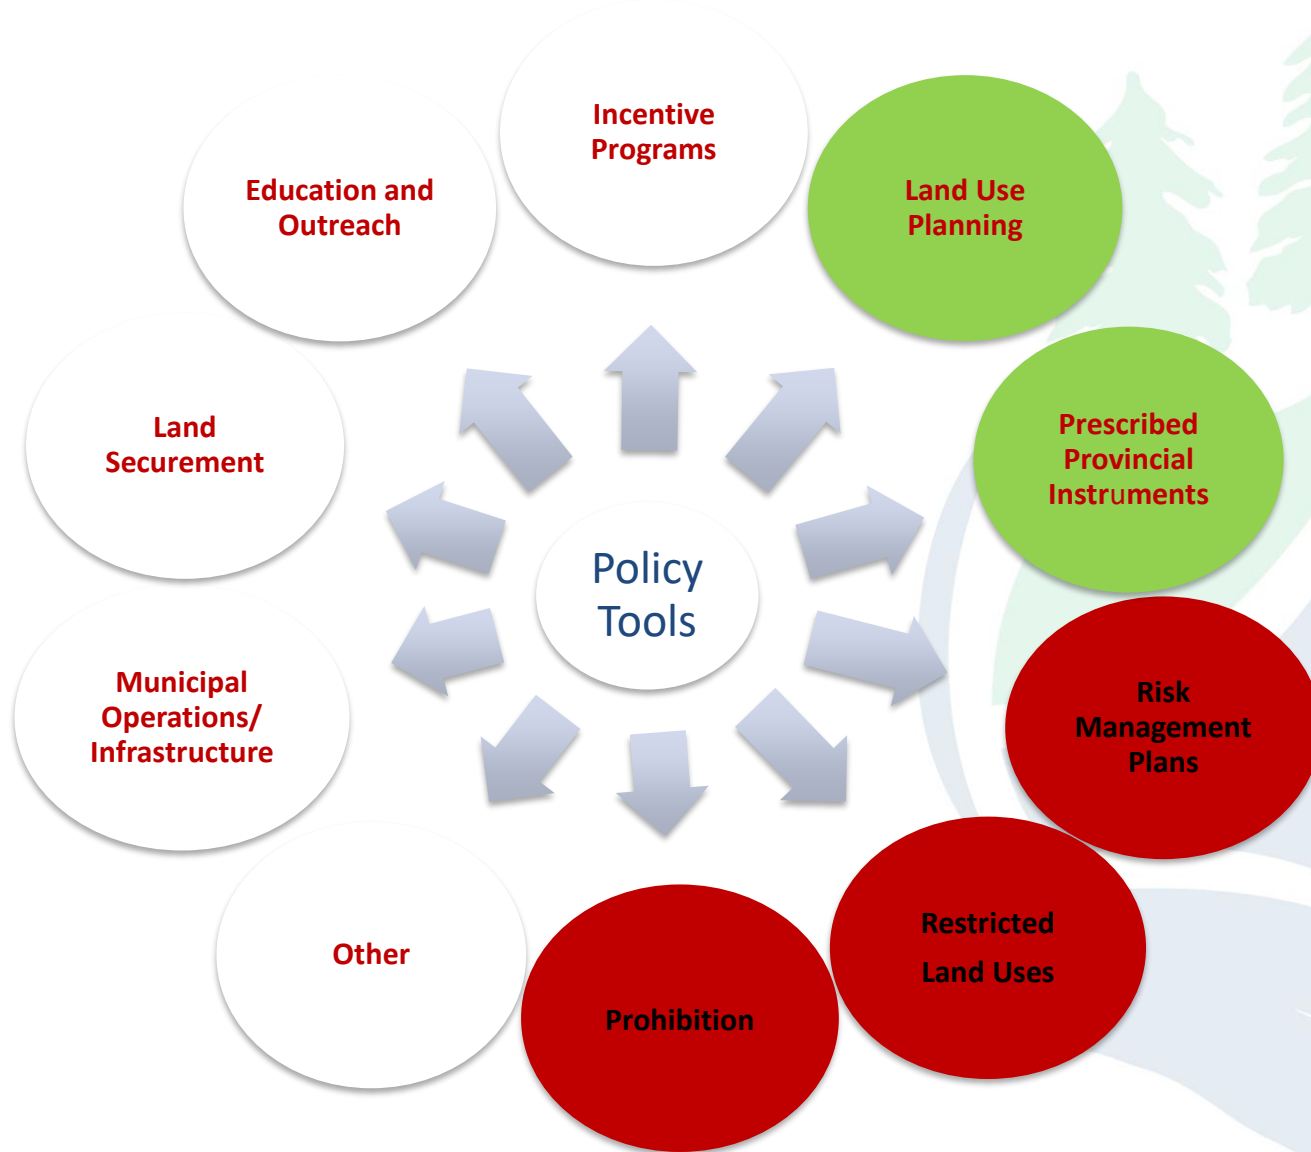 Incentive
Programs
Land Use
Planning
Prescribed
Provincial
Instruments
Risk
Management
Plans
Restricted
Land Uses
Prohibition
Other
Municipal
Operations/
Infrastructure
Land
Securement
Education and
Outreach
Policy
Tools